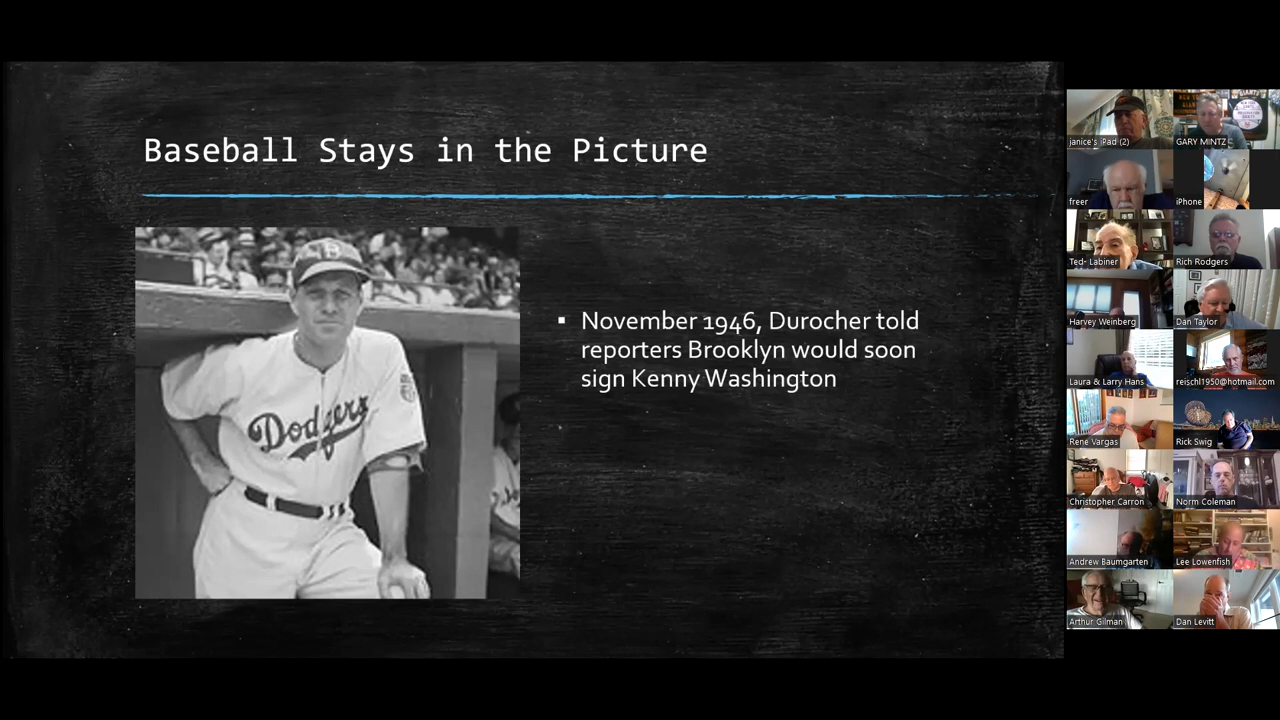 Baseball Stays in the Picture
▪ November 1946, Durocher told
reporters Brooklyn would soon
sign Kenny Washington
B
Dodgers
janice's iPad (2)
GARY MINTZ
freer
iPhone
Ted- Labiner
Rich Rodgers
Harvey Weinberg
Dan Taylor
Laura & Larry Hans
reischl1950@hotmail.com
Rene Vargas
Rick Swig
Christopher Carron
Norm Coleman
Andrew Baumgarten
Lee Lowenfish
Arthur Gilman
Dan Levitt